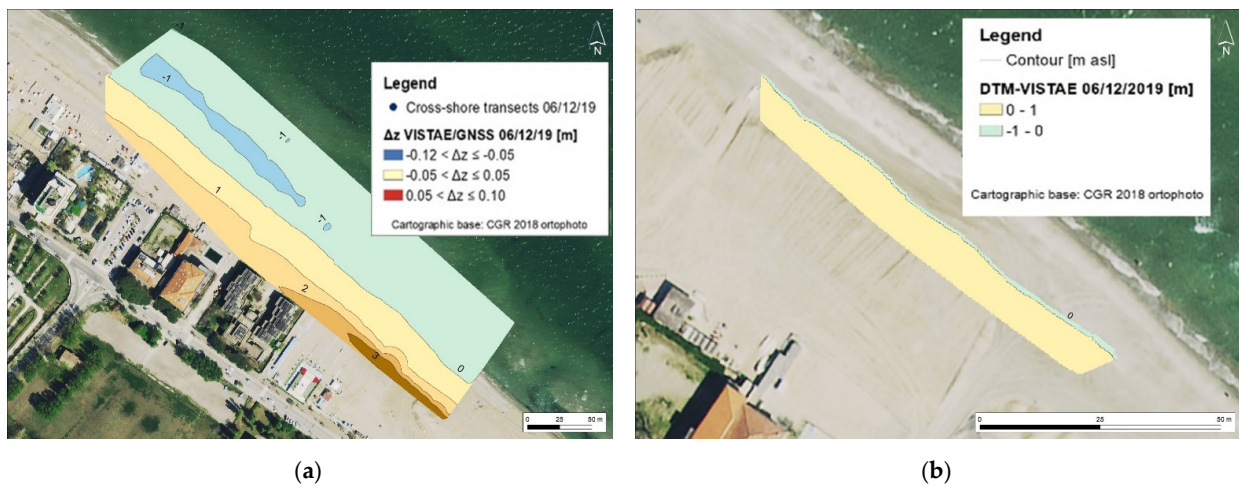 -1
N
-1
Legend
Cross-shore transects 06/12/19
Δz VISTAE/GNSS 06/12/19 [m]
-0.12 < Δz ≤ -0.05
-0.05 < Δz ≤ 0.05
0.05 < Δz ≤ 0.10
Cartographic base: CGR 2018 ortophoto
-1
1
-1
2
3
0
0 25 50 m
(a)
N
Legend
Contour [m asl]
DTM-VISTAE 06/12/2019 [m]
0 - 1
-1 - 0
Cartographic base: CGR 2018 ortophoto
0
0 25 50 m
(b)